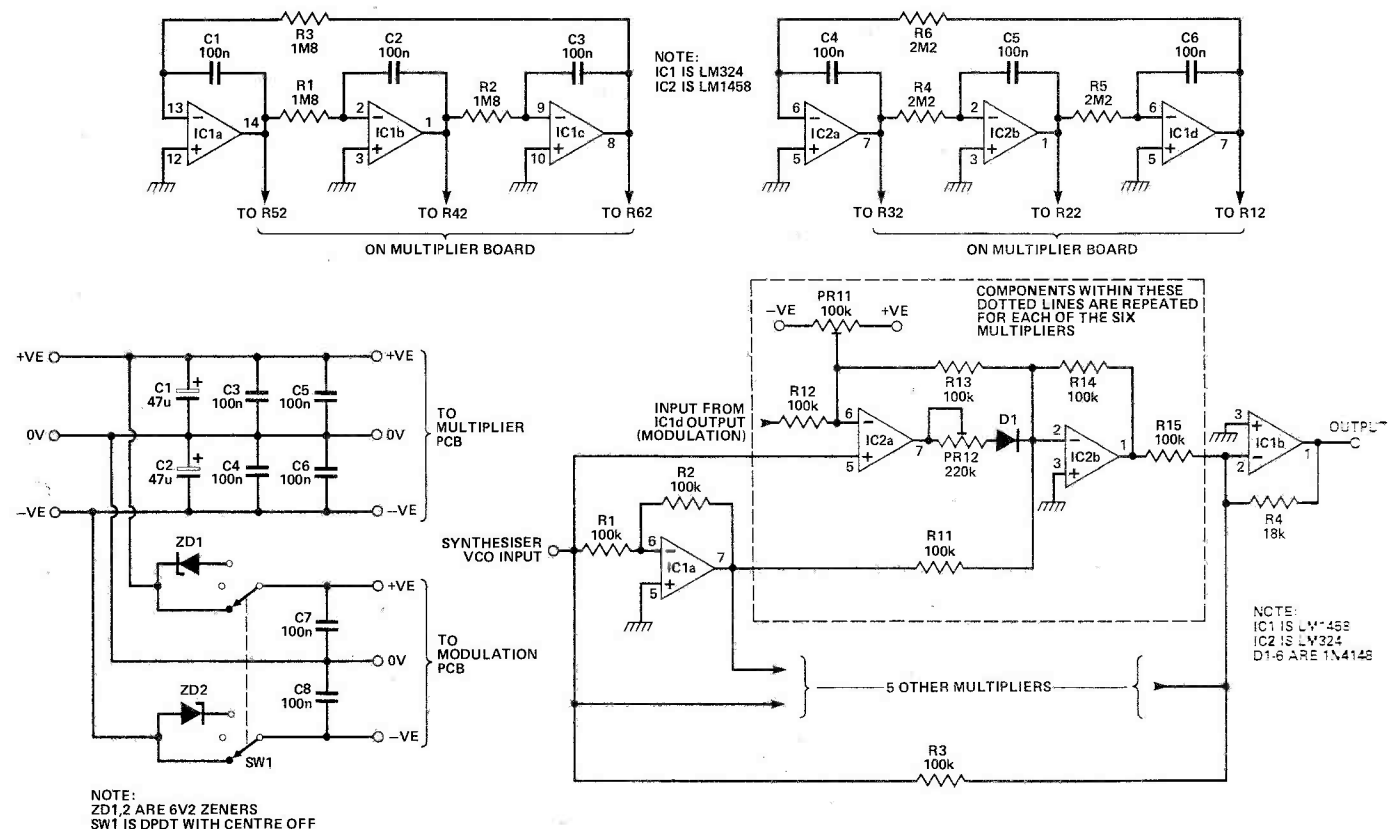 R3
1M8
C1
100n
C2
100n
C3
100n
R1
1M8
R2
1M8
13
12
14
IC1a
2
3
1
IC1b
9
10
8
IC1c
TO R52
TO R42
TO R62
ON MULTIPLIER BOARD
NOTE:
IC1 IS LM324
IC2 IS LM1458
R6
2M2
C4
100n
C5
100n
C6
100n
R4
2M2
R5
2M2
6
5
7
IC2a
2
3
1
IC2b
6
5
7
IC1d
TO R32
TO R22
TO R12
ON MULTIPLIER BOARD
+VE
0V
−VE
C1
47u
+
C3
100n
C5
100n
C2
47u
+
C4
100n
C6
100n
+VE
0V
−VE
TO
MULTIPLIER
PCB
ZD1
ZD2
SW1
C7
100n
C8
100n
+VE
0V
−VE
TO
MODULATION
PCB
NOTE:
ZD1,2 ARE 6V2 ZENERS
SW1 IS DPDT WITH CENTRE OFF
COMPONENTS WITHIN THESE
DOTTED LINES ARE REPEATED
FOR EACH OF THE SIX
MULTIPLIERS
PR11
100k
−VE
+VE
R12
100k
R13
100k
R14
100k
INPUT FROM
IC1d OUTPUT
(MODULATION)
6
5
7
IC2a
PR12
220k
D1
2
3
1
IC2b
R15
100k
3
2
1
IC1b
OUTPUT
R4
18k
R2
100k
R1
100k
SYNTHESISER
VCO INPUT
6
5
7
IC1a
R11
100k
5 OTHER MULTIPLIERS
R3
100k
NOTE:
IC1 IS LM1458
IC2 IS LM324
D1-6 ARE 1N4148